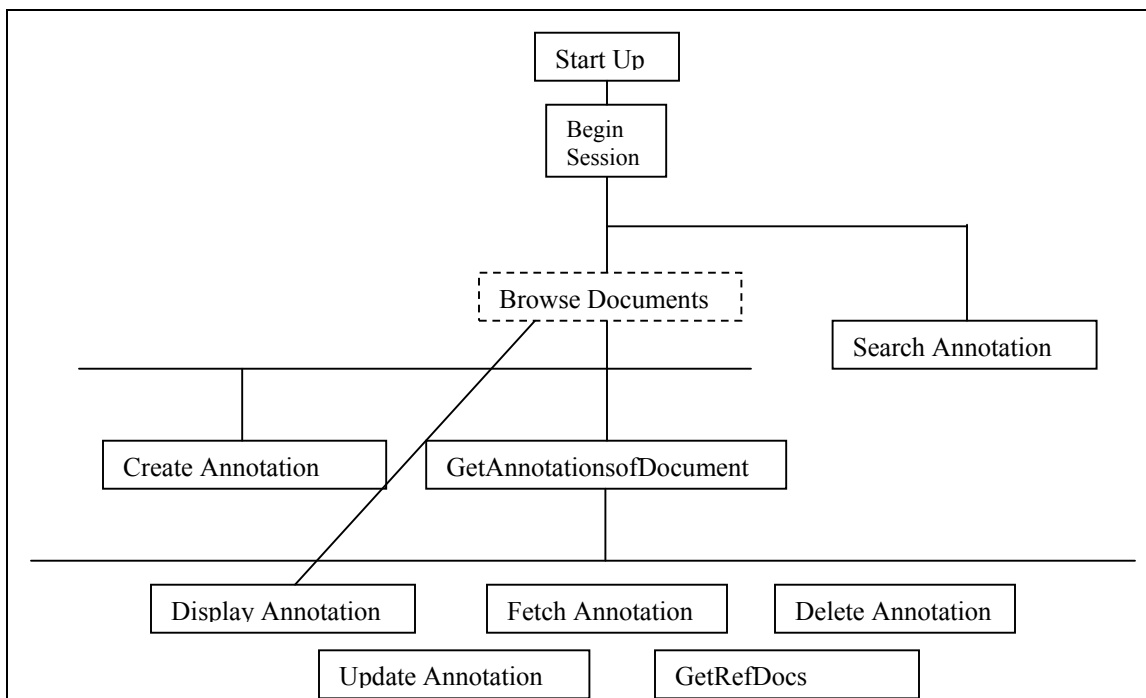 Start Up
Begin
Session
Browse Documents
Search Annotation
Create Annotation
GetAnnotationsofDocument
Display Annotation
Fetch Annotation
Delete Annotation
Update Annotation
GetRefDocs